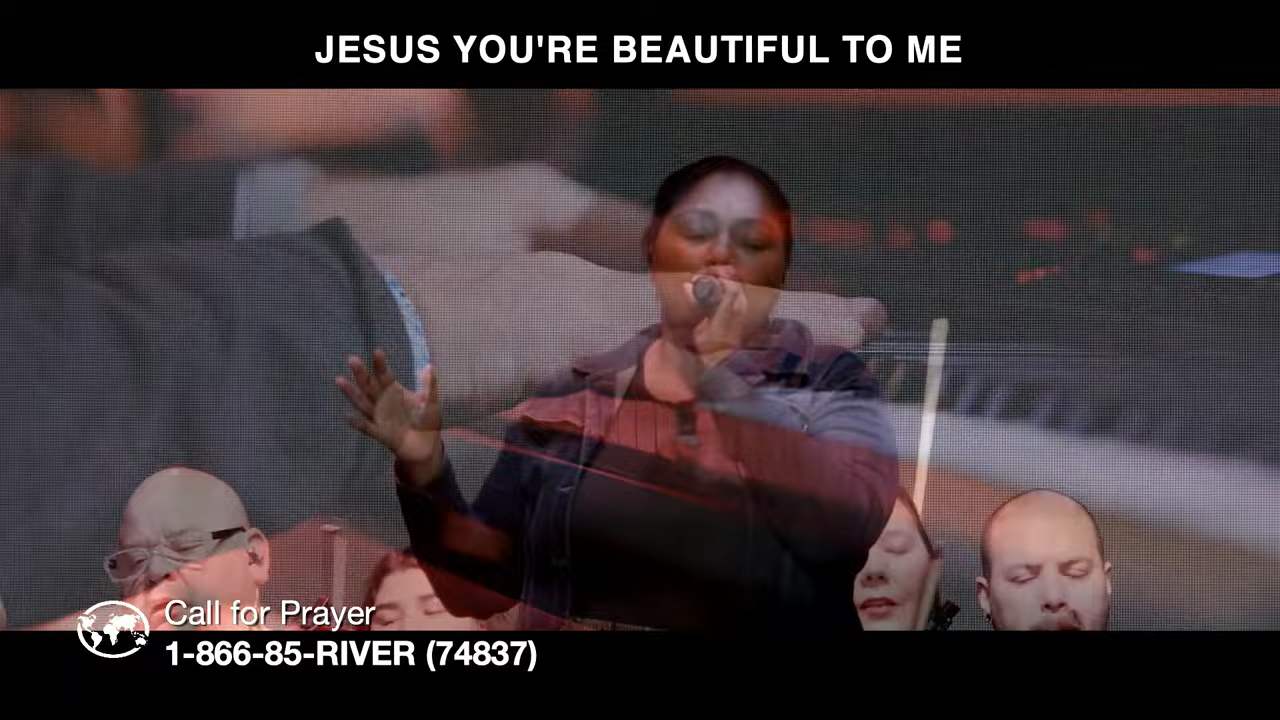 JESUS YOU'RE BEAUTIFUL TO ME
Call for Prayer
1-866-85-RIVER (74837)